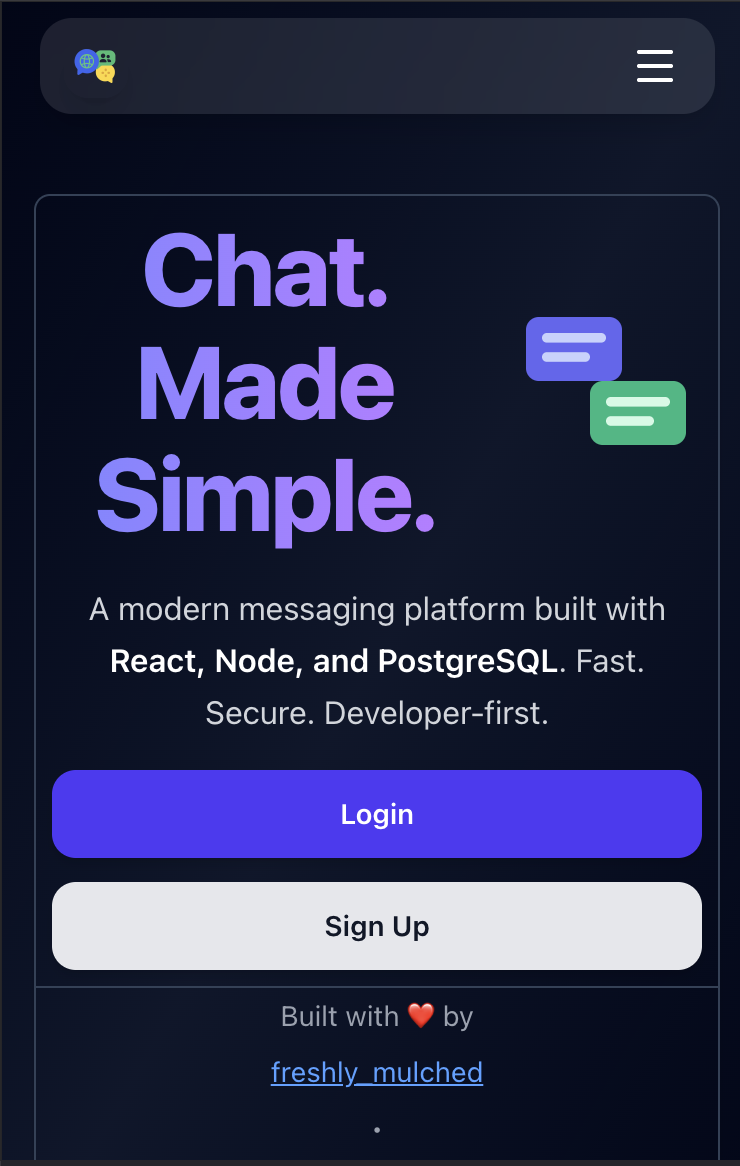 Chat.
Made
Simple.
A modern messaging platform built with
React, Node, and PostgreSQL. Fast.
Secure. Developer-first.
Login
Sign Up
Built with ❤️ by
freshly_mulched
•